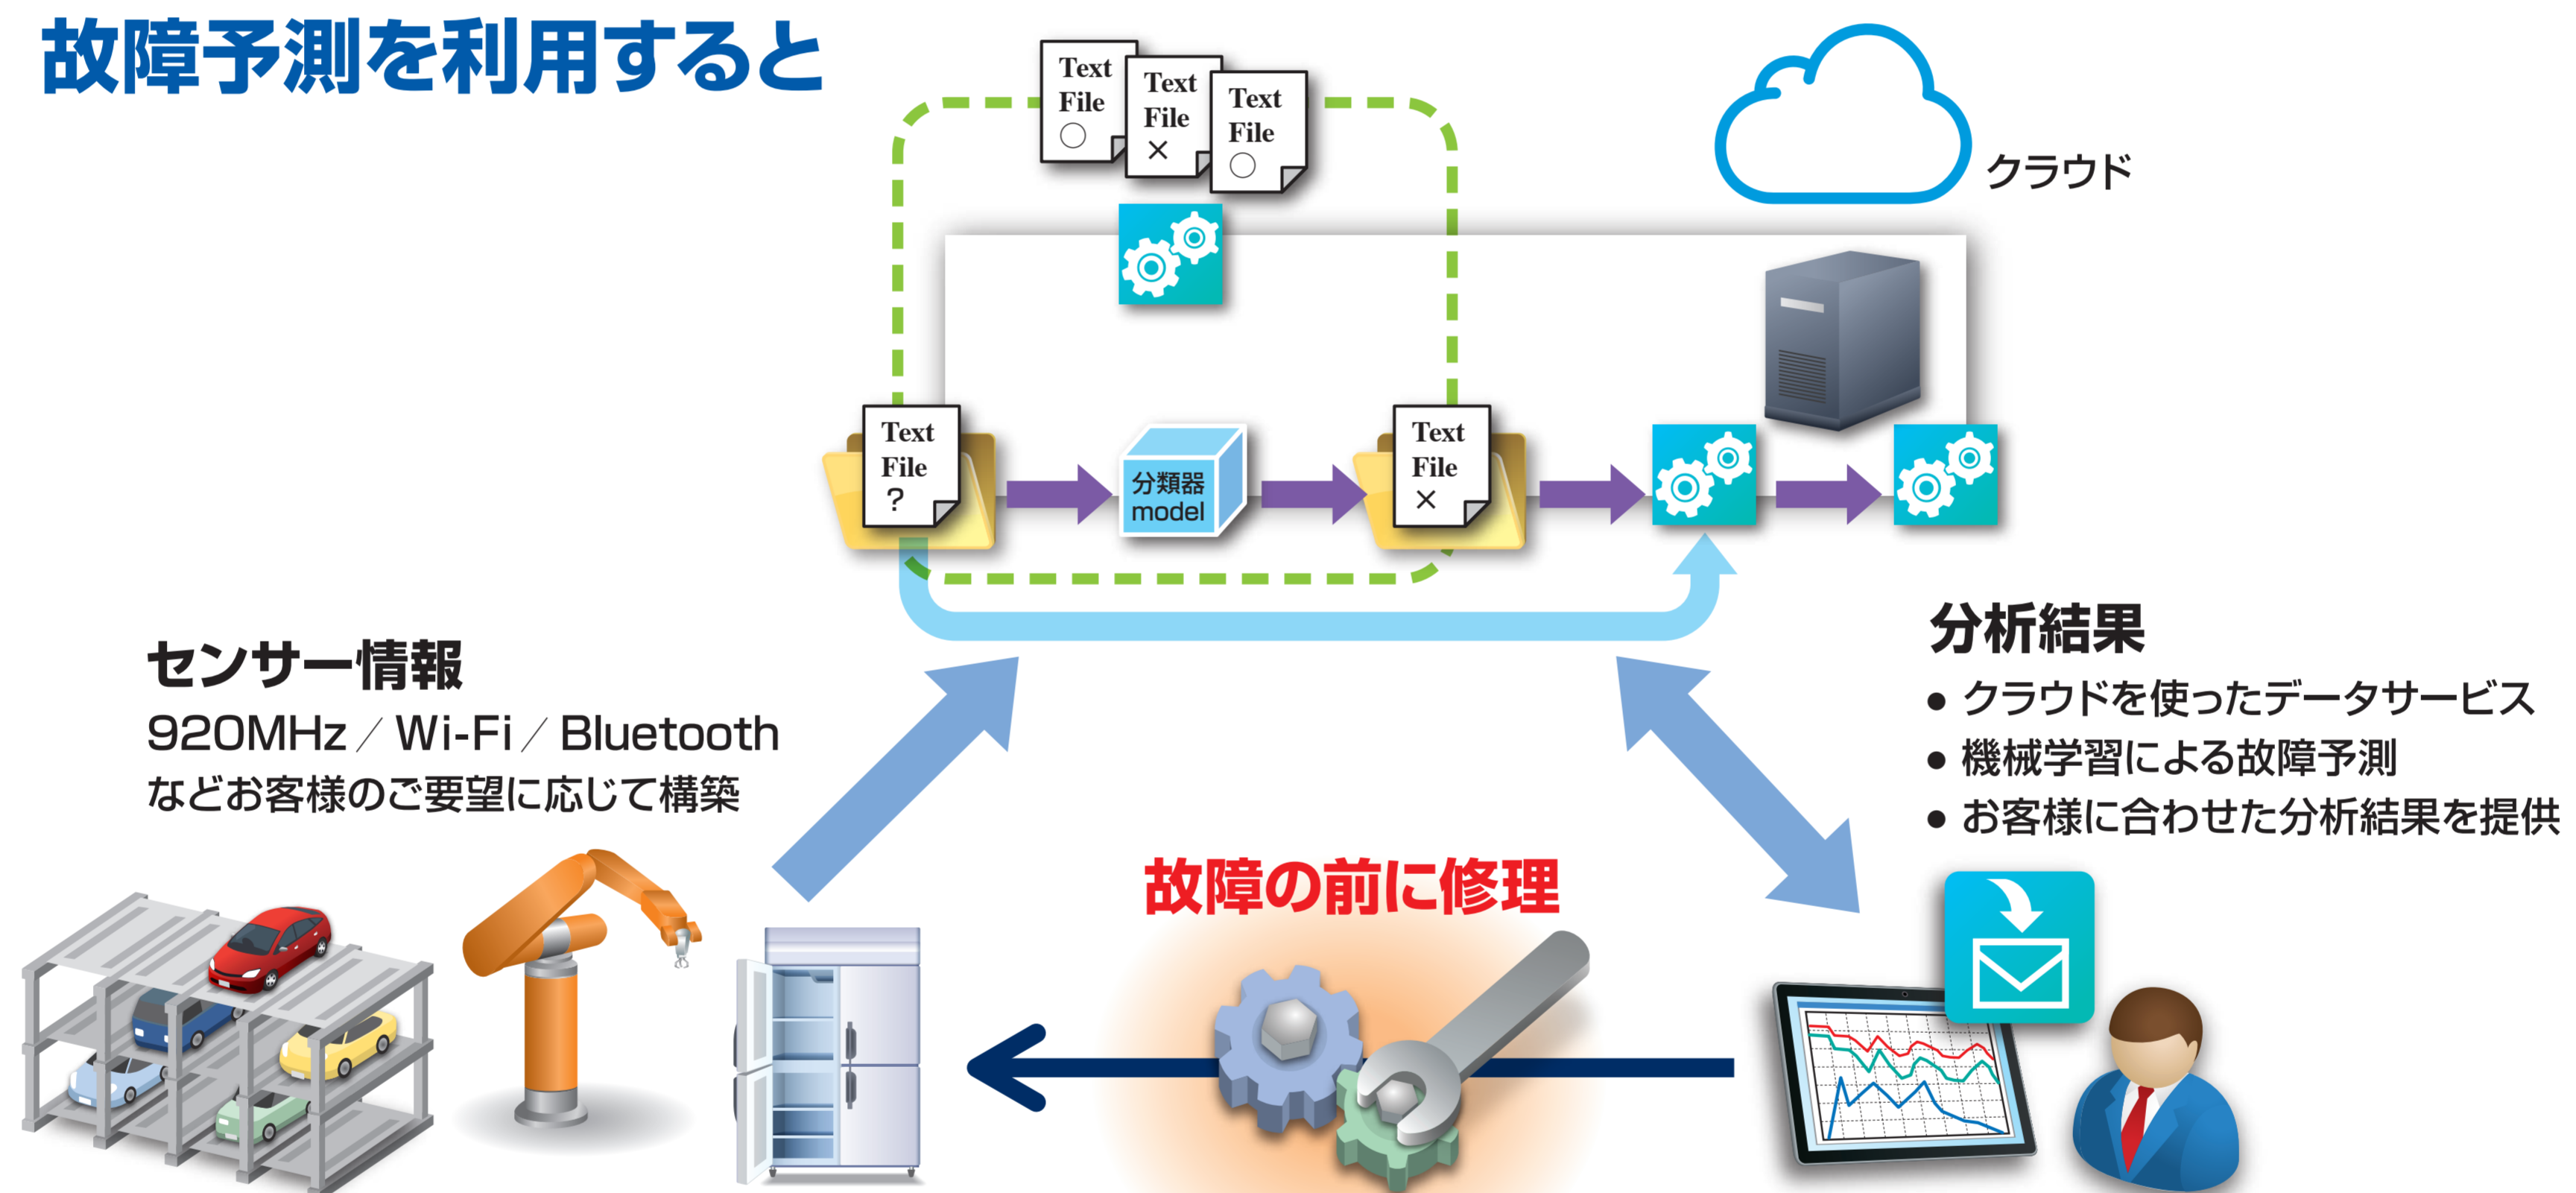 故障予測を利用すると
Text
File
○
Text
File
×
Text
File
○
クラウド
Text
File
?
分類器
model
Text
File
×
センサー情報
920MHz／Wi-Fi／Bluetooth
などお客様のご要望に応じて構築
分析結果
● クラウドを使ったデータサービス
● 機械学習による故障予測
● お客様に合わせた分析結果を提供
故障の前に修理